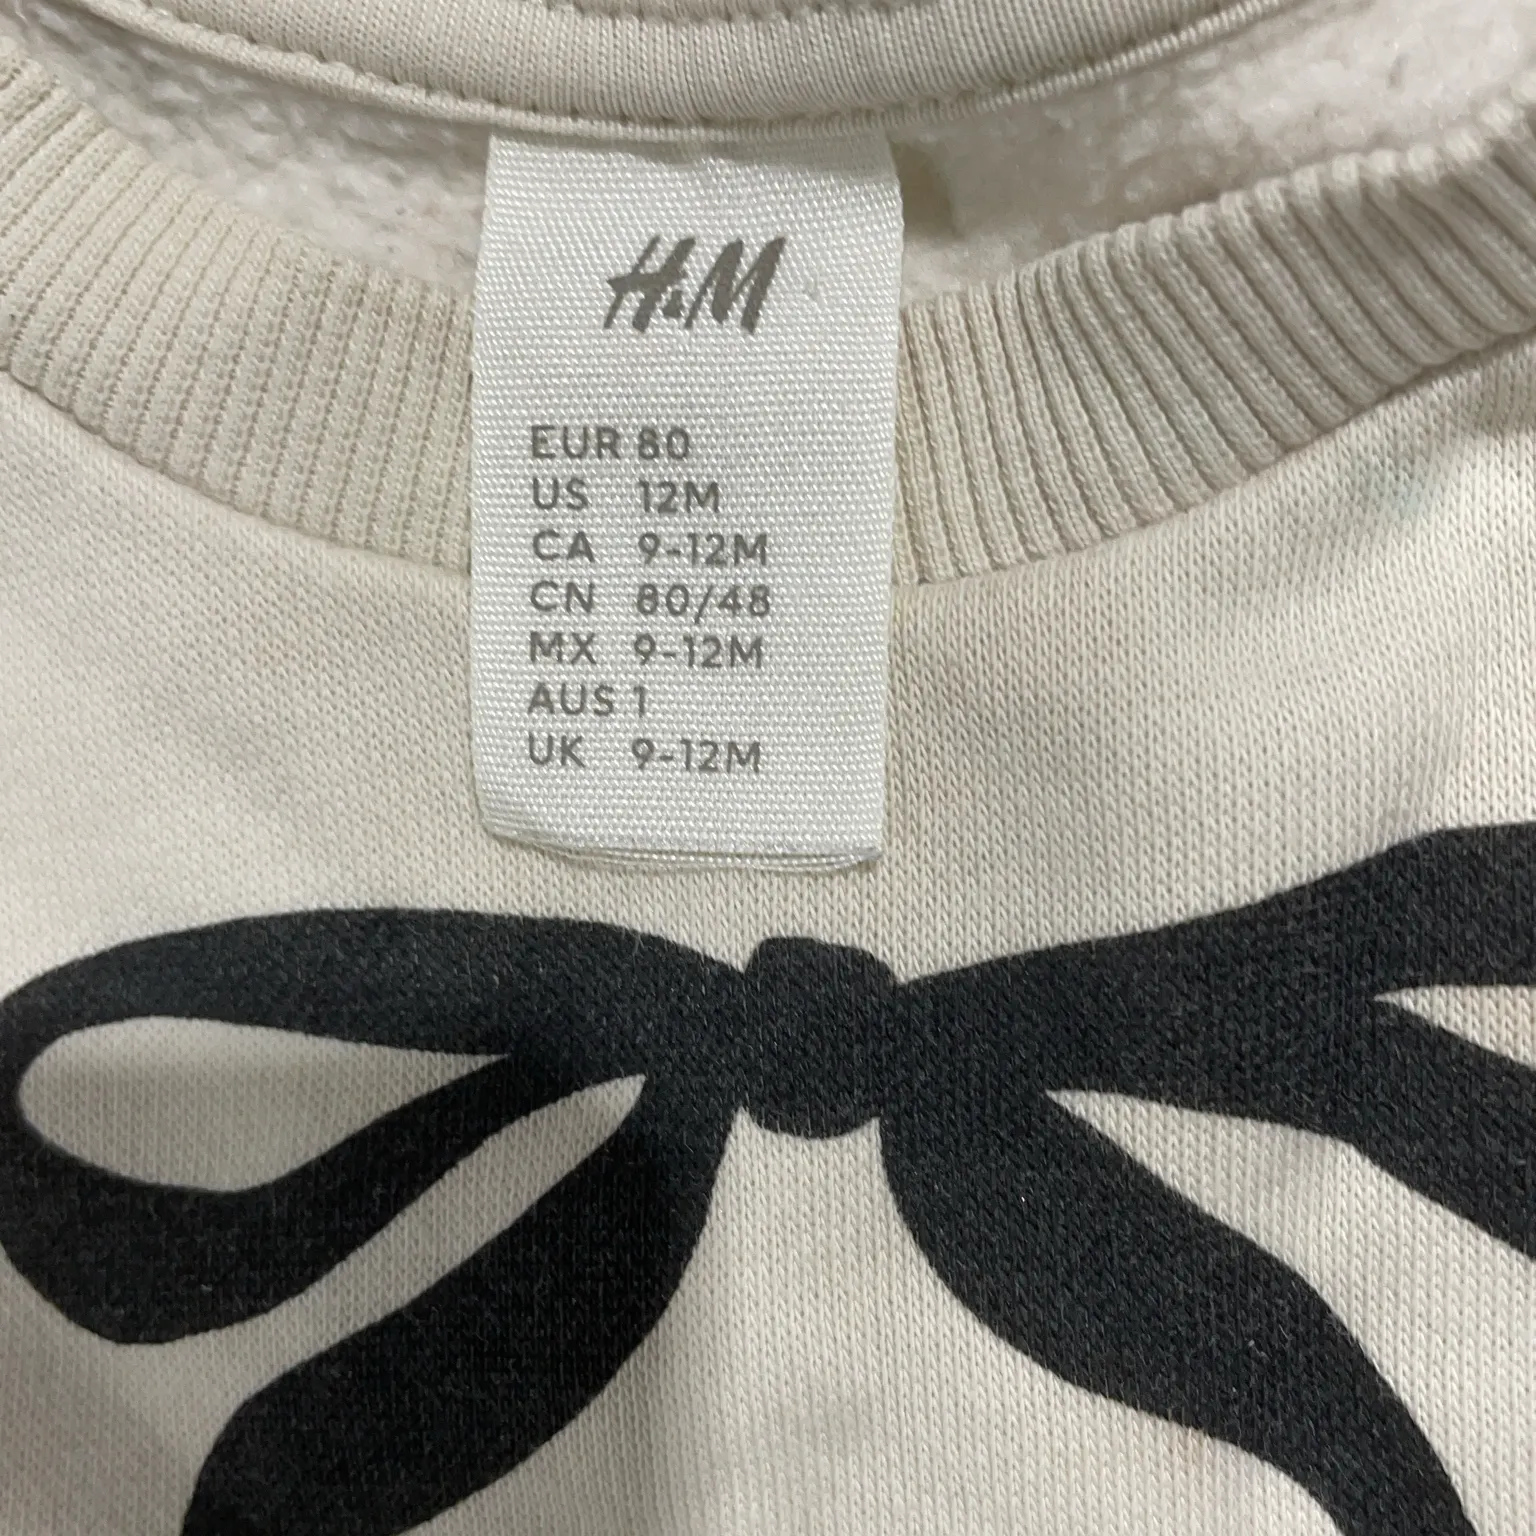 H&M
EUR 80
US 12M
CA 9-12M
CN 80/48
MX 9-12M
AUS 1
UK 9-12M